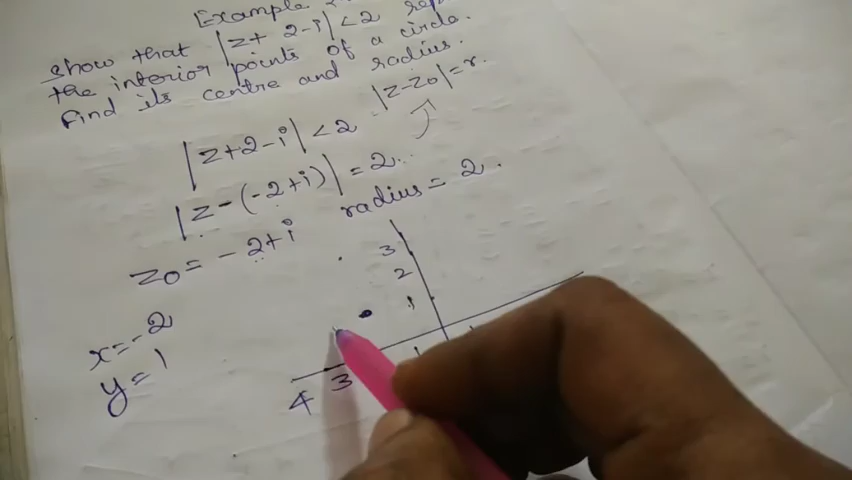 Example
show that |z+2-i|<2
the interior points of a circle.
Find its centre and radius.
|z-z₀|=r.
|z+2-i|<2
|z-(-2+i)|=2..
z₀=-2+i radius=2.
x=-2
y=1
3
2
1
1
3
4